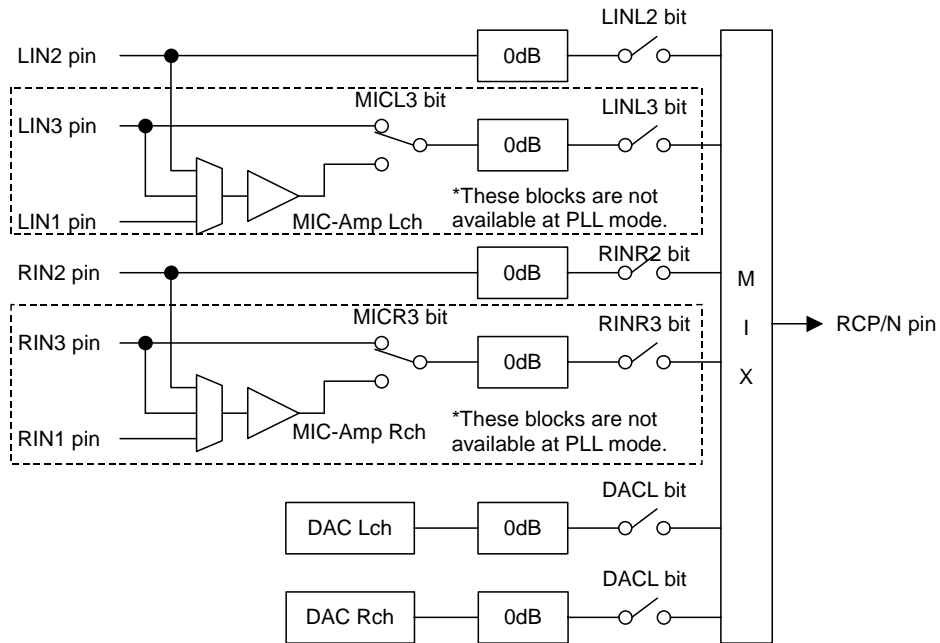 LINL2 bit
LIN2 pin
0dB
MICL3 bit
LINL3 bit
LIN3 pin
0dB
*These blocks are not
available at PLL mode.
MIC-Amp Lch
LIN1 pin
RINR2 bit
RIN2 pin
0dB
MICR3 bit
RINR3 bit
RIN3 pin
0dB
*These blocks are not
available at PLL mode.
MIC-Amp Rch
RIN1 pin
M
I
X
RCP/N pin
DACL bit
DAC Lch
0dB
DACL bit
DAC Rch
0dB